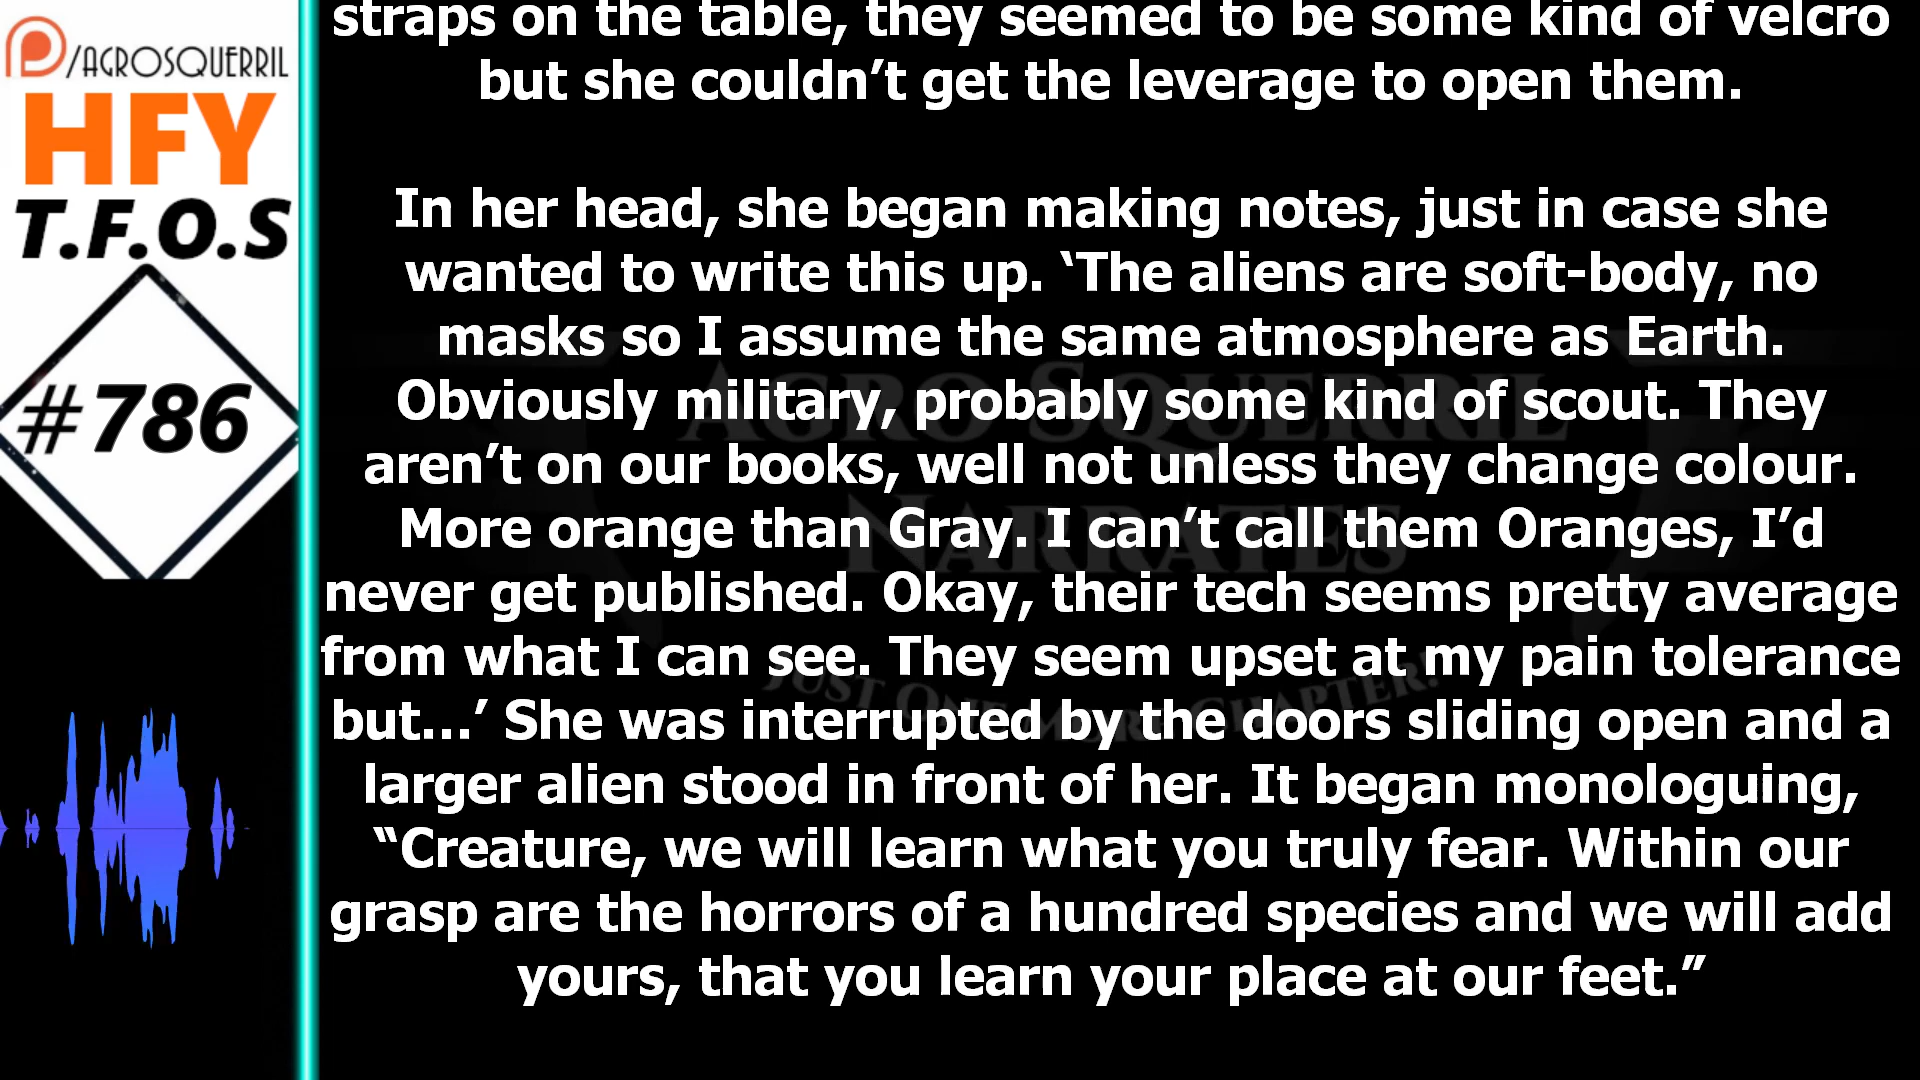 /AGROSQUERRIL
HFY
T.F.O.S
#786
straps on the table, they seemed to be some kind of velcro
but she couldn’t get the leverage to open them.
In her head, she began making notes, just in case she
wanted to write this up. ‘The aliens are soft-body, no
masks so I assume the same atmosphere as Earth.
Obviously military, probably some kind of scout. They
aren’t on our books, well not unless they change colour.
More orange than Gray. I can’t call them Oranges, I’d
never get published. Okay, their tech seems pretty average
from what I can see. They seem upset at my pain tolerance
but…’ She was interrupted by the doors sliding open and a
larger alien stood in front of her. It began monologuing,
“Creature, we will learn what you truly fear. Within our
grasp are the horrors of a hundred species and we will add
yours, that you learn your place at our feet.”
Agro Squerril
Narrates
Just One More Chapter!